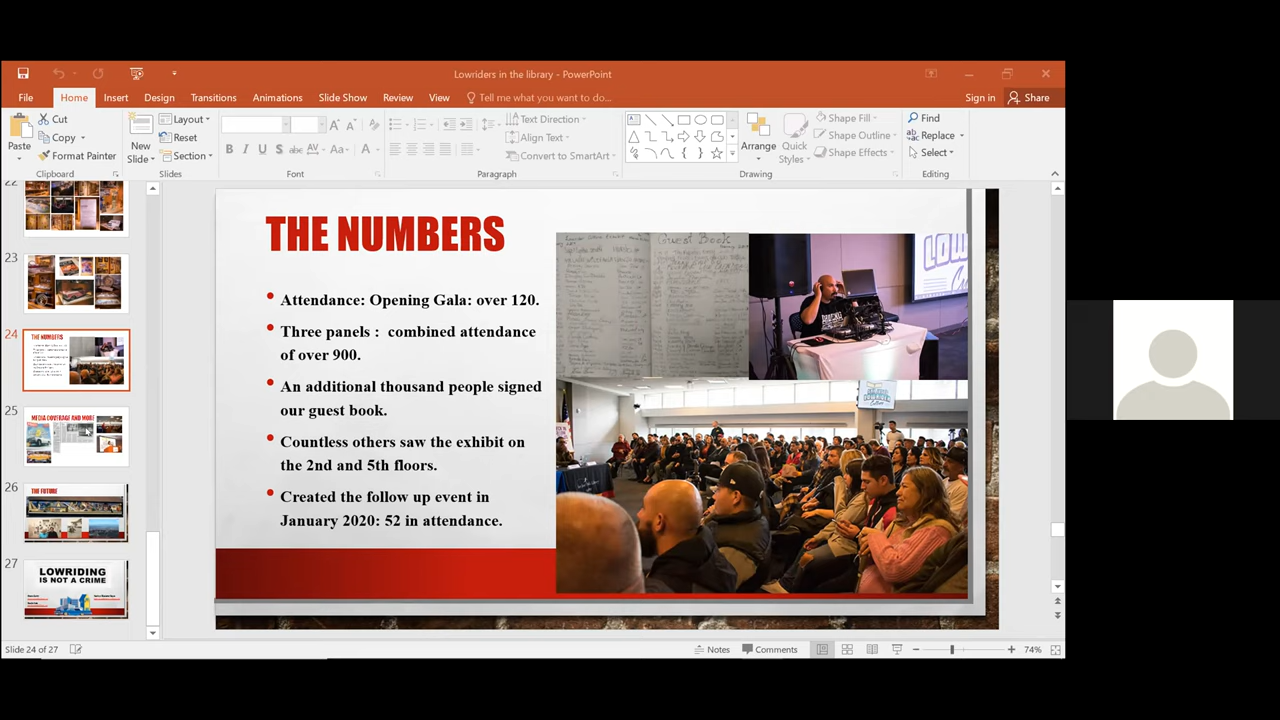 Lowriders in the library - PowerPoint
File Home Insert Design Transitions Animations Slide Show Review View Tell me what you want to do... Sign in Share
Paste
Cut
Copy
Format Painter
Clipboard
New
Slide
Layout
Reset
Section
Slides
B I U S abc AV Aa A
Font
Text Direction
Align Text
Convert to SmartArt
Paragraph
Arrange
Quick
Styles
Shape Fill
Shape Outline
Shape Effects
Drawing
Find
Replace
Select
Editing
22
23
24
THE NUMBERS
25
MEDIA COVERAGE AND MORE
26
THE FUTURE
27
LOWRIDING
IS NOT A CRIME
THE NUMBERS
• Attendance: Opening Gala: over 120.
• Three panels : combined attendance
of over 900.
• An additional thousand people signed
our guest book.
• Countless others saw the exhibit on
the 2nd and 5th floors.
• Created the follow up event in
January 2020: 52 in attendance.
Guest Book
Slide 24 of 27
Notes Comments 74%